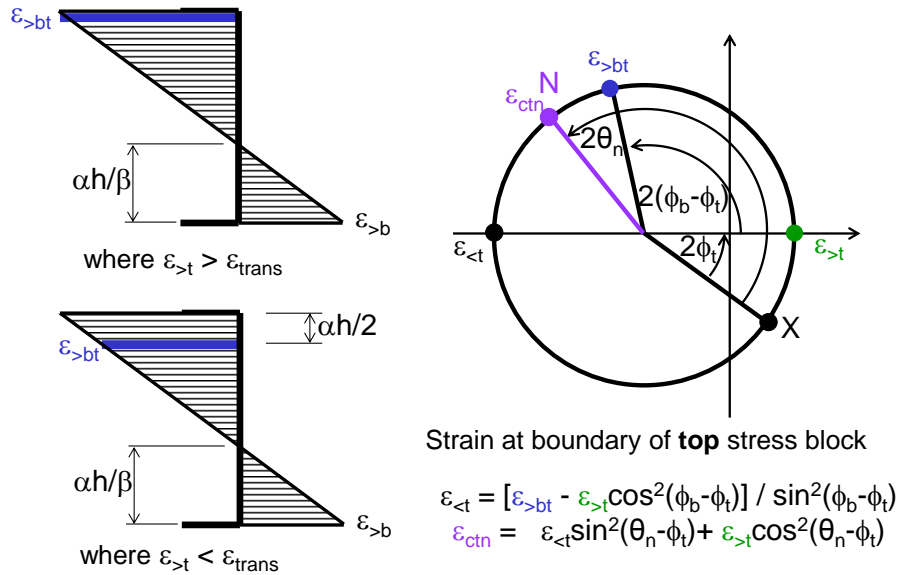 ε>bt
αh/β
ε>b
where ε>t > εtrans
αh/2
ε>bt
αh/β
ε>b
where ε>t < εtrans
ε>bt
N
εctn
2θn
2(ϕb-ϕt)
2ϕt
ε<t
ε>t
X
Strain at boundary of top stress block
ε<t = [ε>bt - ε>tcos²(ϕb-ϕt)] / sin²(ϕb-ϕt)
εctn = ε<tsin²(θn-ϕt)+ ε>tcos²(θn-ϕt)